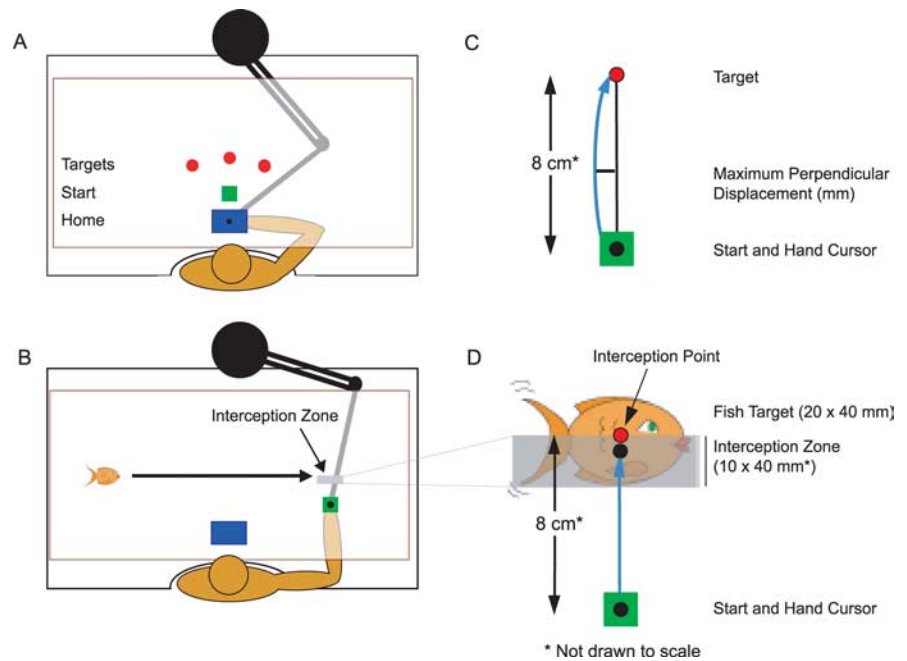 A
Targets
Start
Home
C
Target
8 cm*
Maximum Perpendicular
Displacement (mm)
Start and Hand Cursor
B
Interception Zone
D
Interception Point
Fish Target (20 x 40 mm)
Interception Zone
(10 x 40 mm*)
8 cm*
Start and Hand Cursor
* Not drawn to scale